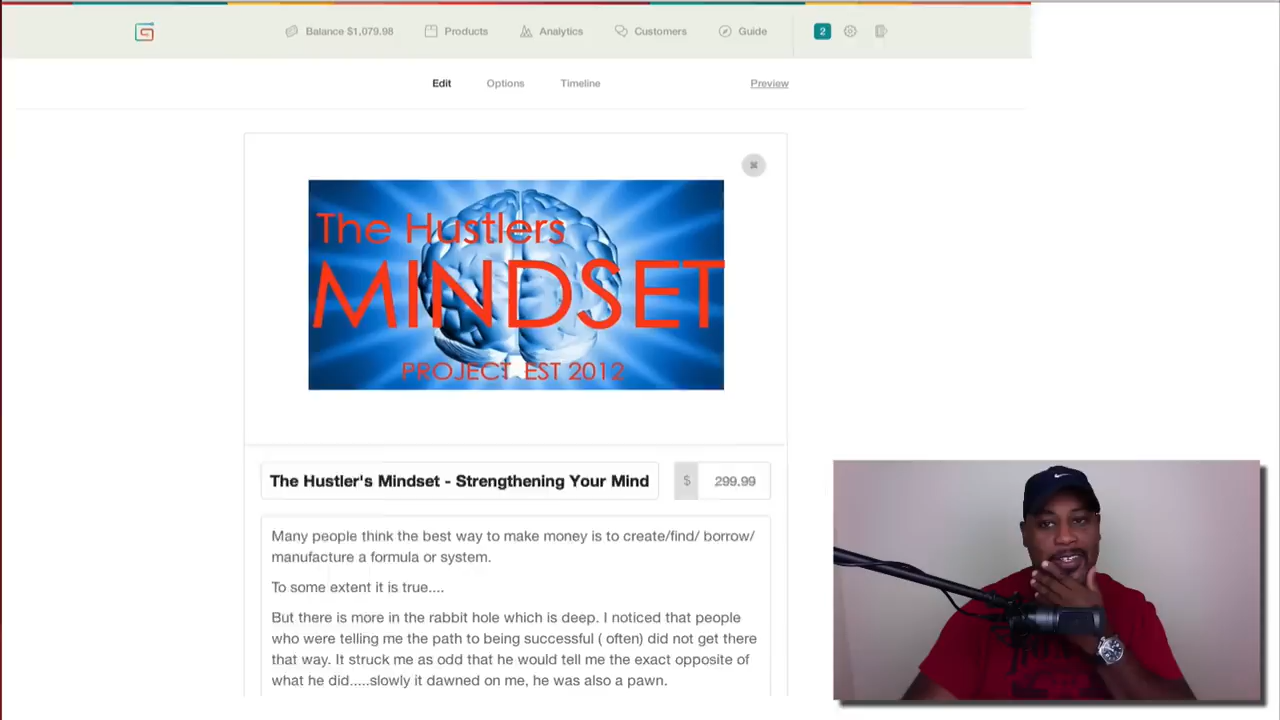 Balance $1,079.98 Products Analytics Customers Guide 2
Edit Options Timeline Preview
The Hustlers
MINDSET
PROJECT EST 2012
The Hustler's Mindset - Strengthening Your Mind $ 299.99
Many people think the best way to make money is to create/find/ borrow/
manufacture a formula or system.
To some extent it is true....
But there is more in the rabbit hole which is deep. I noticed that people
who were telling me the path to being successful ( often) did not get there
that way. It struck me as odd that he would tell me the exact opposite of
what he did.....slowly it dawned on me, he was also a pawn.